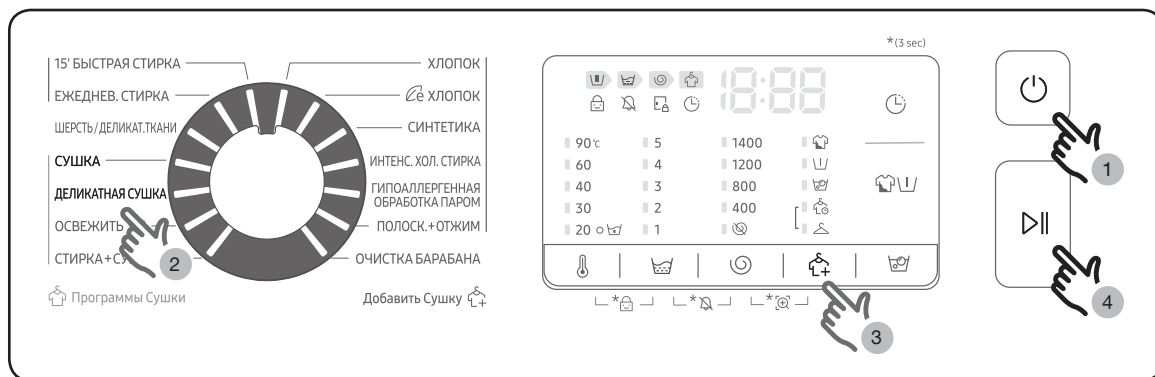 *(3 sec)
15' БЫСТРАЯ СТИРКА
ХЛОПОК
ЕЖЕДНЕВ. СТИРКА
ХЛОПОК
ШЕРСТЬ/ДЕЛИКАТ.ТКАНИ
СИНТЕТИКА
СУШКА
ИНТЕНС. ХОЛ. СТИРКА
ДЕЛИКАТНАЯ СУШКА
ГИПОАЛЛЕРГЕННАЯ
ОБРАБОТКА ПАРОМ
ОСВЕЖИТЬ
ПОЛОСК.+ОТЖИМ
ОЧИСТКА БАРАБАНА
Программы Сушки
Добавить Сушку
18:88
90°c 5 1400
60 4 1200
40 3 800
30 2 400
20 1
1
2
3
4